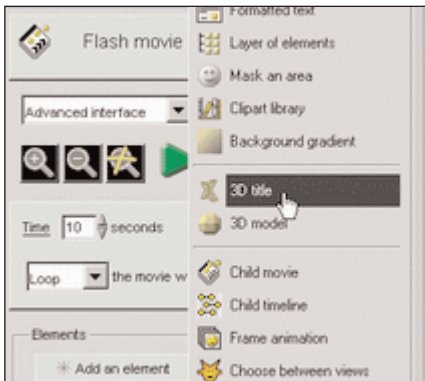 Flash movie
Advanced interface
Time 10 seconds
Loop the movie w
Elements
Add an element
Formatted text
Layer of elements
Mask an area
Clipart library
Background gradient
3D title
3D model
Child movie
Child timeline
Frame animation
Choose between views